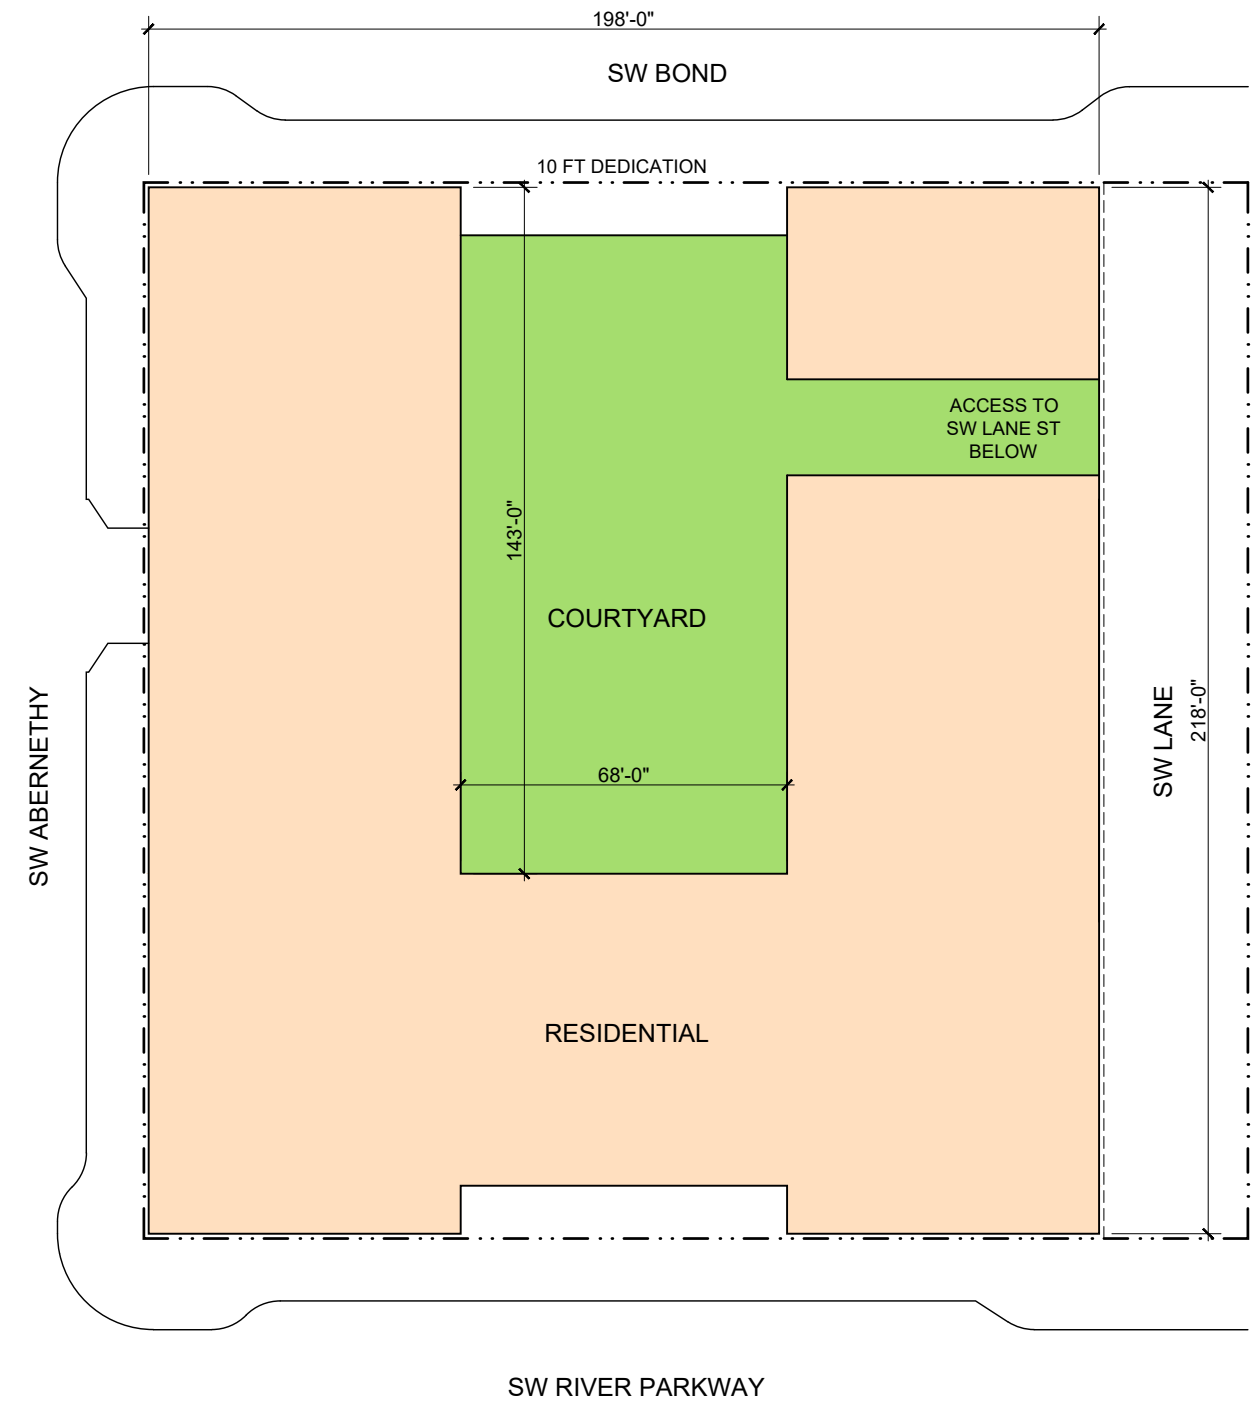 198'-0"
SW BOND
10 FT DEDICATION
ACCESS TO
SW LANE ST
BELOW
143'-0"
COURTYARD
SW ABERNETHY
SW LANE
218'-0"
68'-0"
RESIDENTIAL
SW RIVER PARKWAY